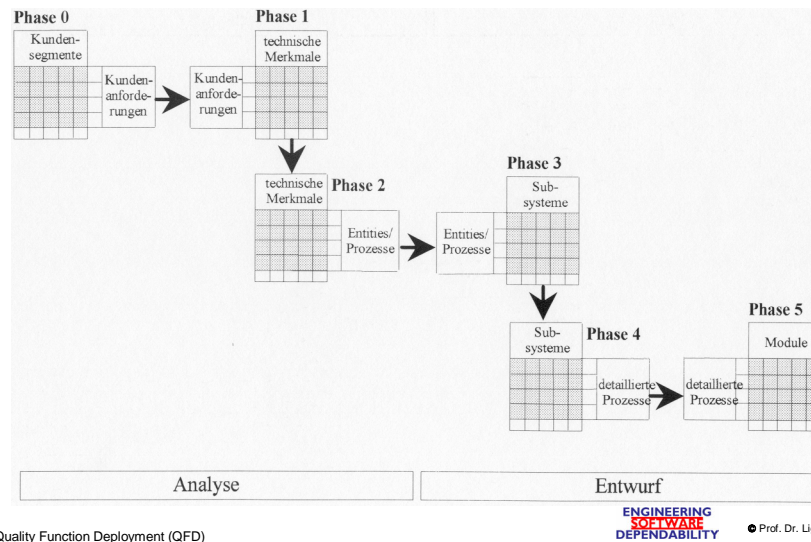 Phase 0
Kunden-
segmente
Kunden-
anforde-
rungen
Phase 1
technische
Merkmale
Kunden-
anforde-
rungen
technische
Merkmale
Phase 2
Entities/
Prozesse
Phase 3
Sub-
systeme
Entities/
Prozesse
Sub-
systeme
Phase 4
detaillierte
Prozesse
Phase 5
Module
detaillierte
Prozesse
Analyse
Entwurf
Quality Function Deployment (QFD)
ENGINEERING
SOFTWARE
DEPENDABILITY
© Prof. Dr.